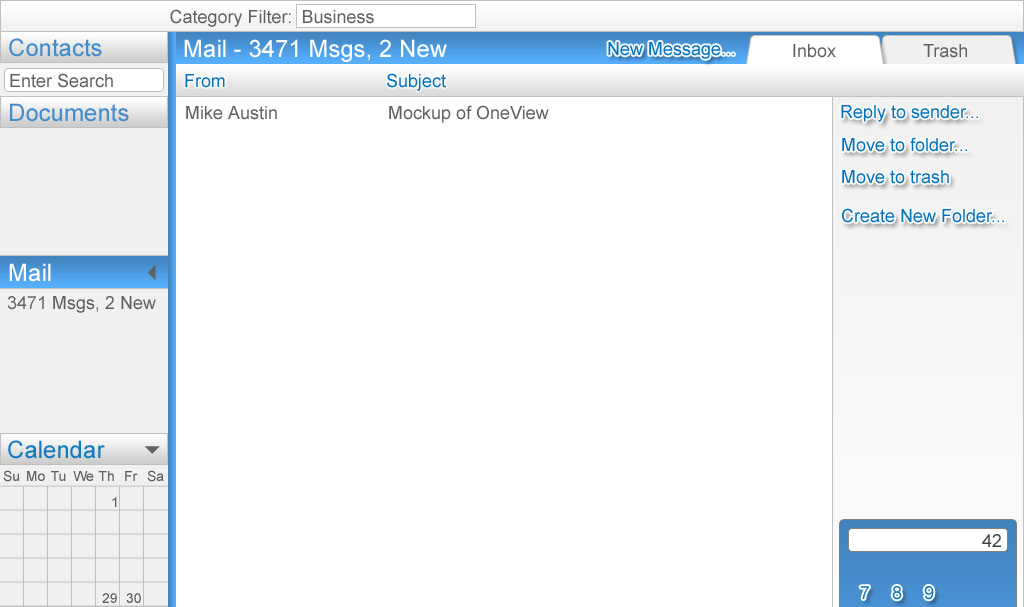 Category Filter: Business
Contacts
Enter Search
Documents
Mail
3471 Msgs, 2 New
Calendar
Su Mo Tu We Th Fr Sa
1
29 30
Mail - 3471 Msgs, 2 New
New Message...
Inbox
Trash
From Subject
Mike Austin Mockup of OneView
Reply to sender...
Move to folder...
Move to trash
Create New Folder...
42
7 8 9